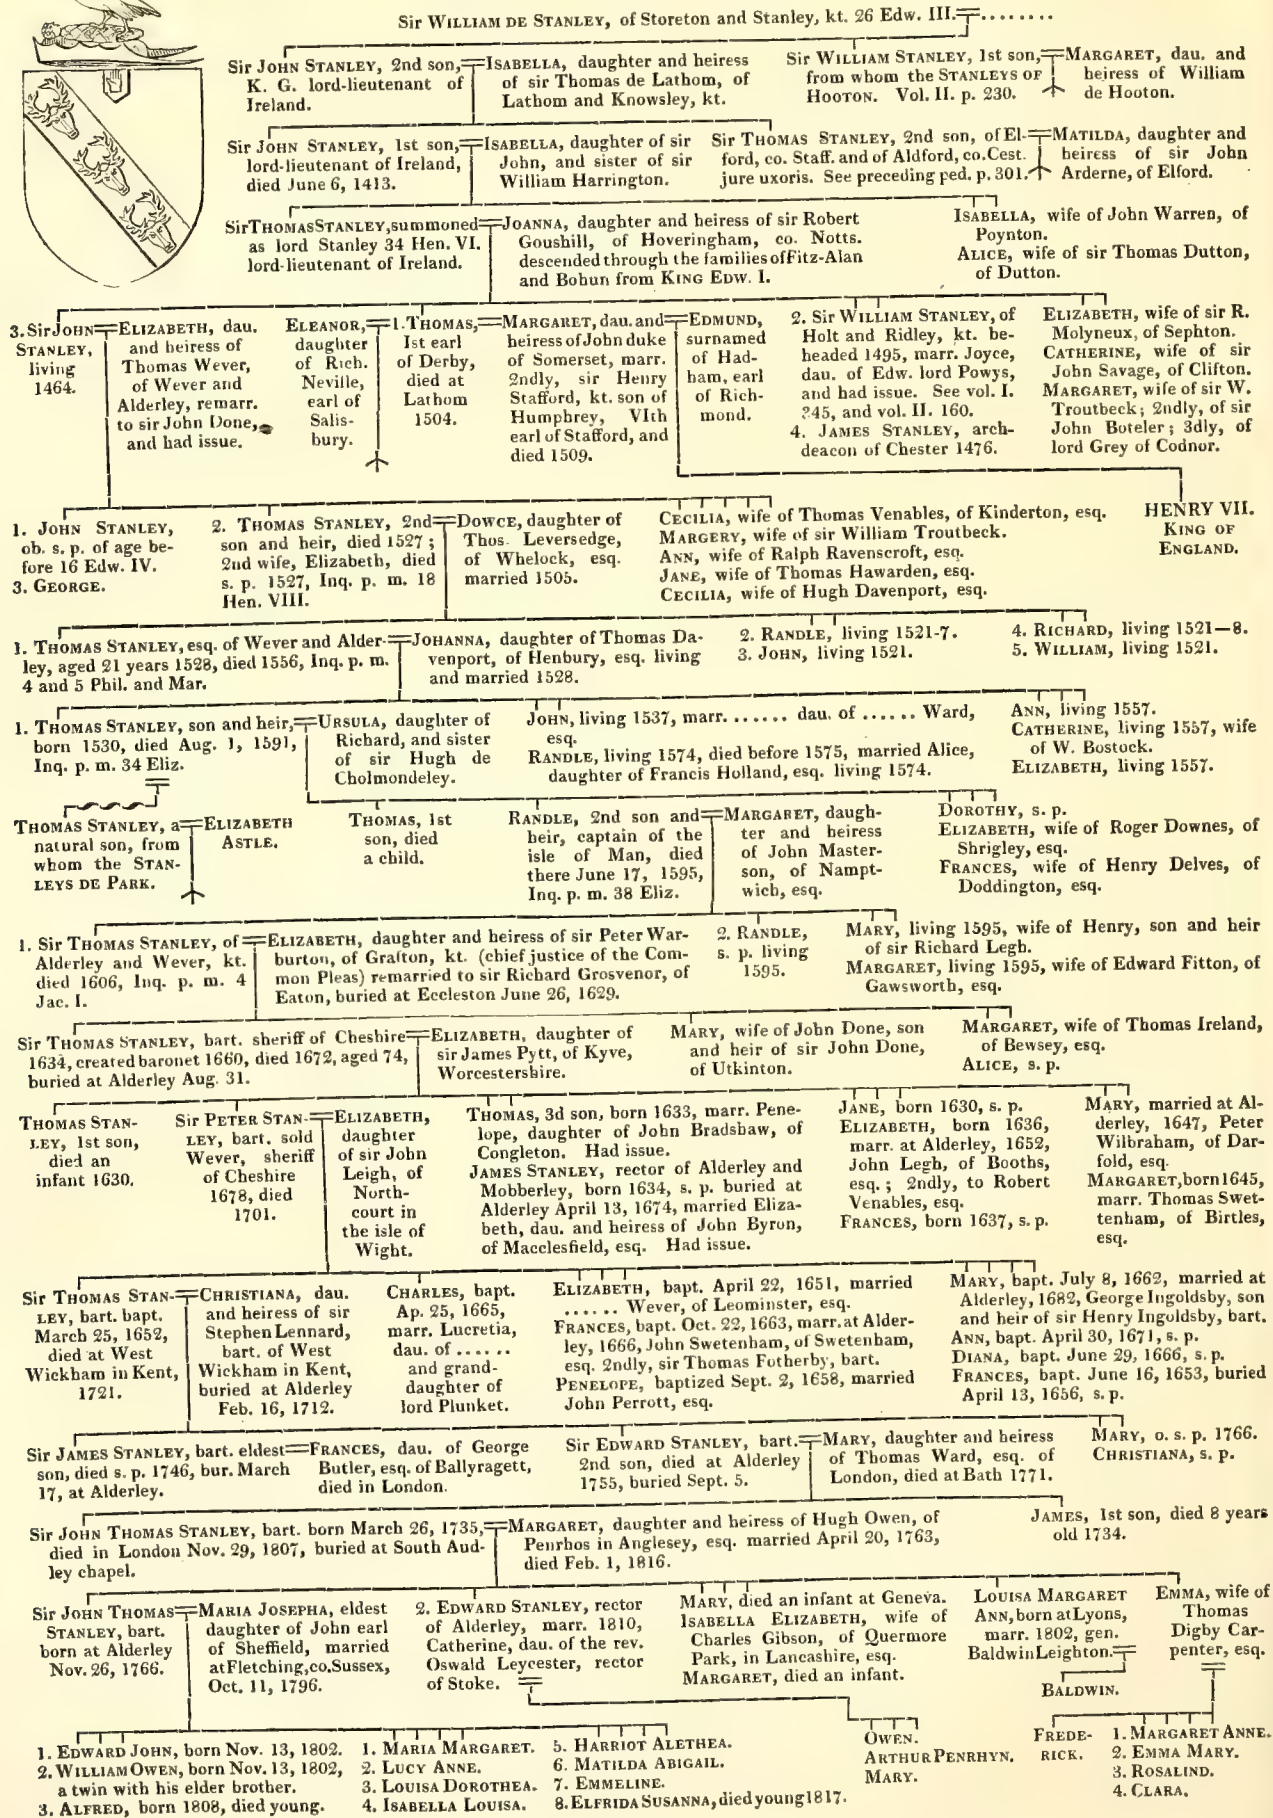 Sir WILLIAM DE STANLEY, of Storeton and Stanley, kt. 26 Edw. III.=........
Sir JOHN STANLEY, 2nd son,
K. G. lord-lieutenant of
Ireland.
=ISABELLA, daughter and heiress
of sir Thomas de Lathom, of
Lathom and Knowsley, kt.
Sir WILLIAM STANLEY, 1st son,
from whom the STANLEYS OF
HOOTON. Vol. II. p. 230.
=MARGARET, dau. and
heiress of William
de Hooton.
Sir JOHN STANLEY, 1st son,
lord-lieutenant of Ireland,
died June 6, 1413.
=ISABELLA, daughter of sir
John, and sister of sir
William Harrington.
Sir THOMAS STANLEY, 2nd son, of El-
ford, co. Staff. and of Aldford, co. Cest.
jure uxoris. See preceding ped. p. 301.
=MATILDA, daughter and
heiress of sir John
Arderne, of Elford.
Sir THOMAS STANLEY, summoned
as lord Stanley 34 Hen. VI.
lord-lieutenant of Ireland.
=JOANNA, daughter and heiress of sir Robert
Goushill, of Hoveringham, co. Notts.
descended through the families of Fitz-Alan
and Bohun from KING EDW. I.
ISABELLA, wife of John Warren, of
Poynton.
ALICE, wife of sir Thomas Dutton,
of Dutton.
3. Sir JOHN
STANLEY,
living
1464.
=ELIZABETH, dau.
and heiress of
Thomas Wever,
of Wever and
Alderley, remarr.
to sir John Done,
and had issue.
ELEANOR,
daughter
of Rich.
Neville,
earl of
Salis-
bury.
=1. THOMAS,
1st earl
of Derby,
died at
Lathom
1504.
=MARGARET, dau. and
heiress of John duke
of Somerset, marr.
2ndly, sir Henry
Stafford, kt. son of
Humphrey, VIth
earl of Stafford, and
died 1509.
=EDMUND,
surnamed
of Had-
ham, earl
of Rich-
mond.
2. Sir WILLIAM STANLEY, of
Holt and Ridley, kt. be-
headed 1495, marr. Joyce,
dau. of Edw. lord Powys,
and had issue. See vol. I.
345, and vol. II. 160.
4. JAMES STANLEY, arch-
deacon of Chester 1476.
ELIZABETH, wife of sir R.
Molyneux, of Sephton.
CATHERINE, wife of sir
John Savage, of Clifton.
MARGARET, wife of sir W.
Troutbeck; 2ndly, of sir
John Boteler; 3dly, of
lord Grey of Codnor.
1. JOHN STANLEY,
ob. s. p. of age be-
fore 16 Edw. IV.
3. GEORGE.
2. THOMAS STANLEY, 2nd
son and heir, died 1527;
2nd wife, Elizabeth, died
s. p. 1527, Inq. p. m. 18
Hen. VIII.
=DOWCE, daughter of
Thos. Leversedge,
of Whelock, esq.
married 1505.
CECILIA, wife of Thomas Venables, of Kinderton, esq.
MARGERY, wife of sir William Troutbeck.
ANN, wife of Ralph Ravenscroft, esq.
JANE, wife of Thomas Hawarden, esq.
CECILIA, wife of Hugh Davenport, esq.
HENRY VII.
KING OF
ENGLAND.
1. THOMAS STANLEY, esq. of Wever and Alder-
ley, aged 21 years 1528, died 1556, Inq. p. m.
4 and 5 Phil. and Mar.
=JOHANNA, daughter of Thomas Da-
venport, of Henbury, esq. living
and married 1528.
2. RANDLE, living 1521-7.
3. JOHN, living 1521.
4. RICHARD, living 1521—8.
5. WILLIAM, living 1521.
1. THOMAS STANLEY, son and heir,
born 1530, died Aug. 1, 1591,
Inq. p. m. 34 Eliz.
=URSULA, daughter of
Richard, and sister
of sir Hugh de
Cholmondeley.
JOHN, living 1537, marr. ....... dau. of ...... Ward,
esq.
RANDLE, living 1574, died before 1575, married Alice,
daughter of Francis Holland, esq. living 1574.
ANN, living 1557.
CATHERINE, living 1557, wife
of W. Bostock.
ELIZABETH, living 1557.
THOMAS STANLEY, a
natural son, from
whom the STAN-
LEYS DE PARK.
=ELIZABETH
ASTLE.
THOMAS, 1st
son, died
a child.
RANDLE, 2nd son and
heir, captain of the
isle of Man, died
there June 17, 1595,
Inq. p. m. 38 Eliz.
=MARGARET, daugh-
ter and heiress
of John Master-
son, of Nampt-
wich, esq.
DOROTHY, s. p.
ELIZABETH, wife of Roger Downes, of
Shrigley, esq.
FRANCES, wife of Henry Delves, of
Doddington, esq.
1. Sir THOMAS STANLEY, of
Alderley and Wever, kt.
died 1606, Inq. p. m. 4
Jac. I.
=ELIZABETH, daughter and heiress of sir Peter War-
burton, of Grafton, kt. (chief justice of the Com-
mon Pleas) remarried to sir Richard Grosvenor, of
Eaton, buried at Eccleston June 26, 1629.
2. RANDLE,
s. p. living
1595.
MARY, living 1595, wife of Henry, son and heir
of sir Richard Legh.
MARGARET, living 1595, wife of Edward Fitton, of
Gawsworth, esq.
Sir THOMAS STANLEY, bart. sheriff of Cheshire
1634, created baronet 1660, died 1672, aged 74,
buried at Alderley Aug. 31.
=ELIZABETH, daughter of
sir James Pytt, of Kyve,
Worcestershire.
MARY, wife of John Done, son
and heir of sir John Done,
of Utkinton.
MARGARET, wife of Thomas Ireland,
of Bewsey, esq.
ALICE, s. p.
THOMAS STAN-
LEY, 1st son,
died an
infant 1630.
Sir PETER STAN-
LEY, bart. sold
Wever, sheriff
of Cheshire
1678, died
1701.
=ELIZABETH,
daughter
of sir John
Leigh, of
North-
court in
the isle of
Wight.
THOMAS, 3d son, born 1633, marr. Pene-
lope, daughter of John Bradshaw, of
Congleton. Had issue.
JAMES STANLEY, rector of Alderley and
Mobberley, born 1634, s. p. buried at
Alderley April 13, 1674, married Eliza-
beth, dau. and heiress of John Byron,
of Macclesfield, esq. Had issue.
JANE, born 1630, s. p.
ELIZABETH, born 1636,
marr. at Alderley, 1652,
John Legh, of Booths,
esq.; 2ndly, to Robert
Venables, esq.
FRANCES, born 1637, s. p.
MARY, married at Al-
derley, 1647, Peter
Wilbraham, of Dar-
fold, esq.
MARGARET, born 1645,
marr. Thomas Swet-
tenham, of Birtles,
esq.
Sir THOMAS STAN-
LEY, bart. bapt.
March 25, 1652,
died at West
Wickham in Kent,
1721.
=CHRISTIANA, dau.
and heiress of sir
Stephen Lennard,
bart. of West
Wickham in Kent,
buried at Alderley
Feb. 16, 1712.
CHARLES, bapt.
Ap. 25, 1665,
marr. Lucretia,
dau. of ......
and grand-
daughter of
lord Plunket.
ELIZABETH, bapt. April 22, 1651, married
...... Wever, of Leominster, esq.
FRANCES, bapt. Oct. 22, 1663, marr. at Alder-
ley, 1666, John Swetenham, of Swetenham,
esq. 2ndly, sir Thomas Fotherby, bart.
PENELOPE, baptized Sept. 2, 1658, married
John Perrott, esq.
MARY, bapt. July 8, 1662, married at
Alderley, 1682, George Ingoldsby, son
and heir of sir Henry Ingoldsby, bart.
ANN, bapt. April 30, 1671, s. p.
DIANA, bapt. June 29, 1666, s. p.
FRANCES, bapt. June 16, 1653, buried
April 13, 1656, s. p.
Sir JAMES STANLEY, bart. eldest
son, died s. p. 1746, bur. March
17, at Alderley.
=FRANCES, dau. of George
Butler, esq. of Ballyragett,
died in London.
Sir EDWARD STANLEY, bart.
2nd son, died at Alderley
1755, buried Sept. 5.
=MARY, daughter and heiress
of Thomas Ward, esq. of
London, died at Bath 1771.
MARY, o. s. p. 1766.
CHRISTIANA, s. p.
Sir JOHN THOMAS STANLEY, bart. born March 26, 1735,
died in London Nov. 29, 1807, buried at South Aud-
ley chapel.
=MARGARET, daughter and heiress of Hugh Owen, of
Penrhos in Anglesey, esq. married April 20, 1763,
died Feb. 1, 1816.
JAMES, 1st son, died 8 years
old 1734.
Sir JOHN THOMAS
STANLEY, bart.
born at Alderley
Nov. 26, 1766.
=MARIA JOSEPHA, eldest
daughter of John earl
of Sheffield, married
at Fletching, co. Sussex,
Oct. 11, 1796.
2. EDWARD STANLEY, rector
of Alderley, marr. 1810,
Catherine, dau. of the rev.
Oswald Leycester, rector
of Stoke.
MARY, died an infant at Geneva.
ISABELLA ELIZABETH, wife of
Charles Gibson, of Quermore
Park, in Lancashire, esq.
MARGARET, died an infant.
LOUISA MARGARET
ANN, born at Lyons,
marr. 1802, gen.
Baldwin Leighton.
BALDWIN.
EMMA, wife of
Thomas
Digby Car-
penter, esq.
1. EDWARD JOHN, born Nov. 13, 1802.
2. WILLIAM OWEN, born Nov. 13, 1802,
a twin with his elder brother.
3. ALFRED, born 1808, died young.
1. MARIA MARGARET.
2. LUCY ANNE.
3. LOUISA DOROTHEA.
4. ISABELLA LOUISA.
5. HARRIOT ALETHEA.
6. MATILDA ABIGAIL.
7. EMMELINE.
8. ELFRIDA SUSANNA, died young 1817.
OWEN.
ARTHUR PENRHYN.
MARY.
FREDE-
RICK.
1. MARGARET ANNE.
2. EMMA MARY.
3. ROSALIND.
4. CLARA.